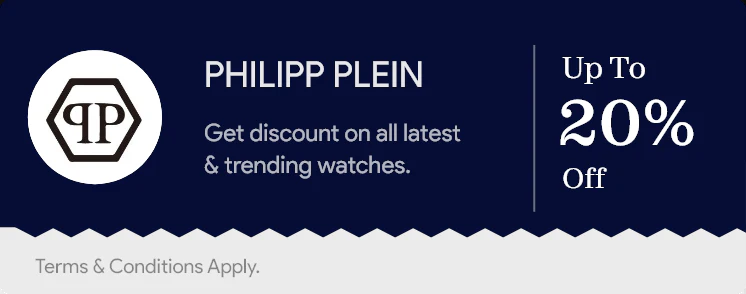 PHILIPP PLEIN
Get discount on all latest
& trending watches.
Up To
20%
Off
Terms & Conditions Apply.